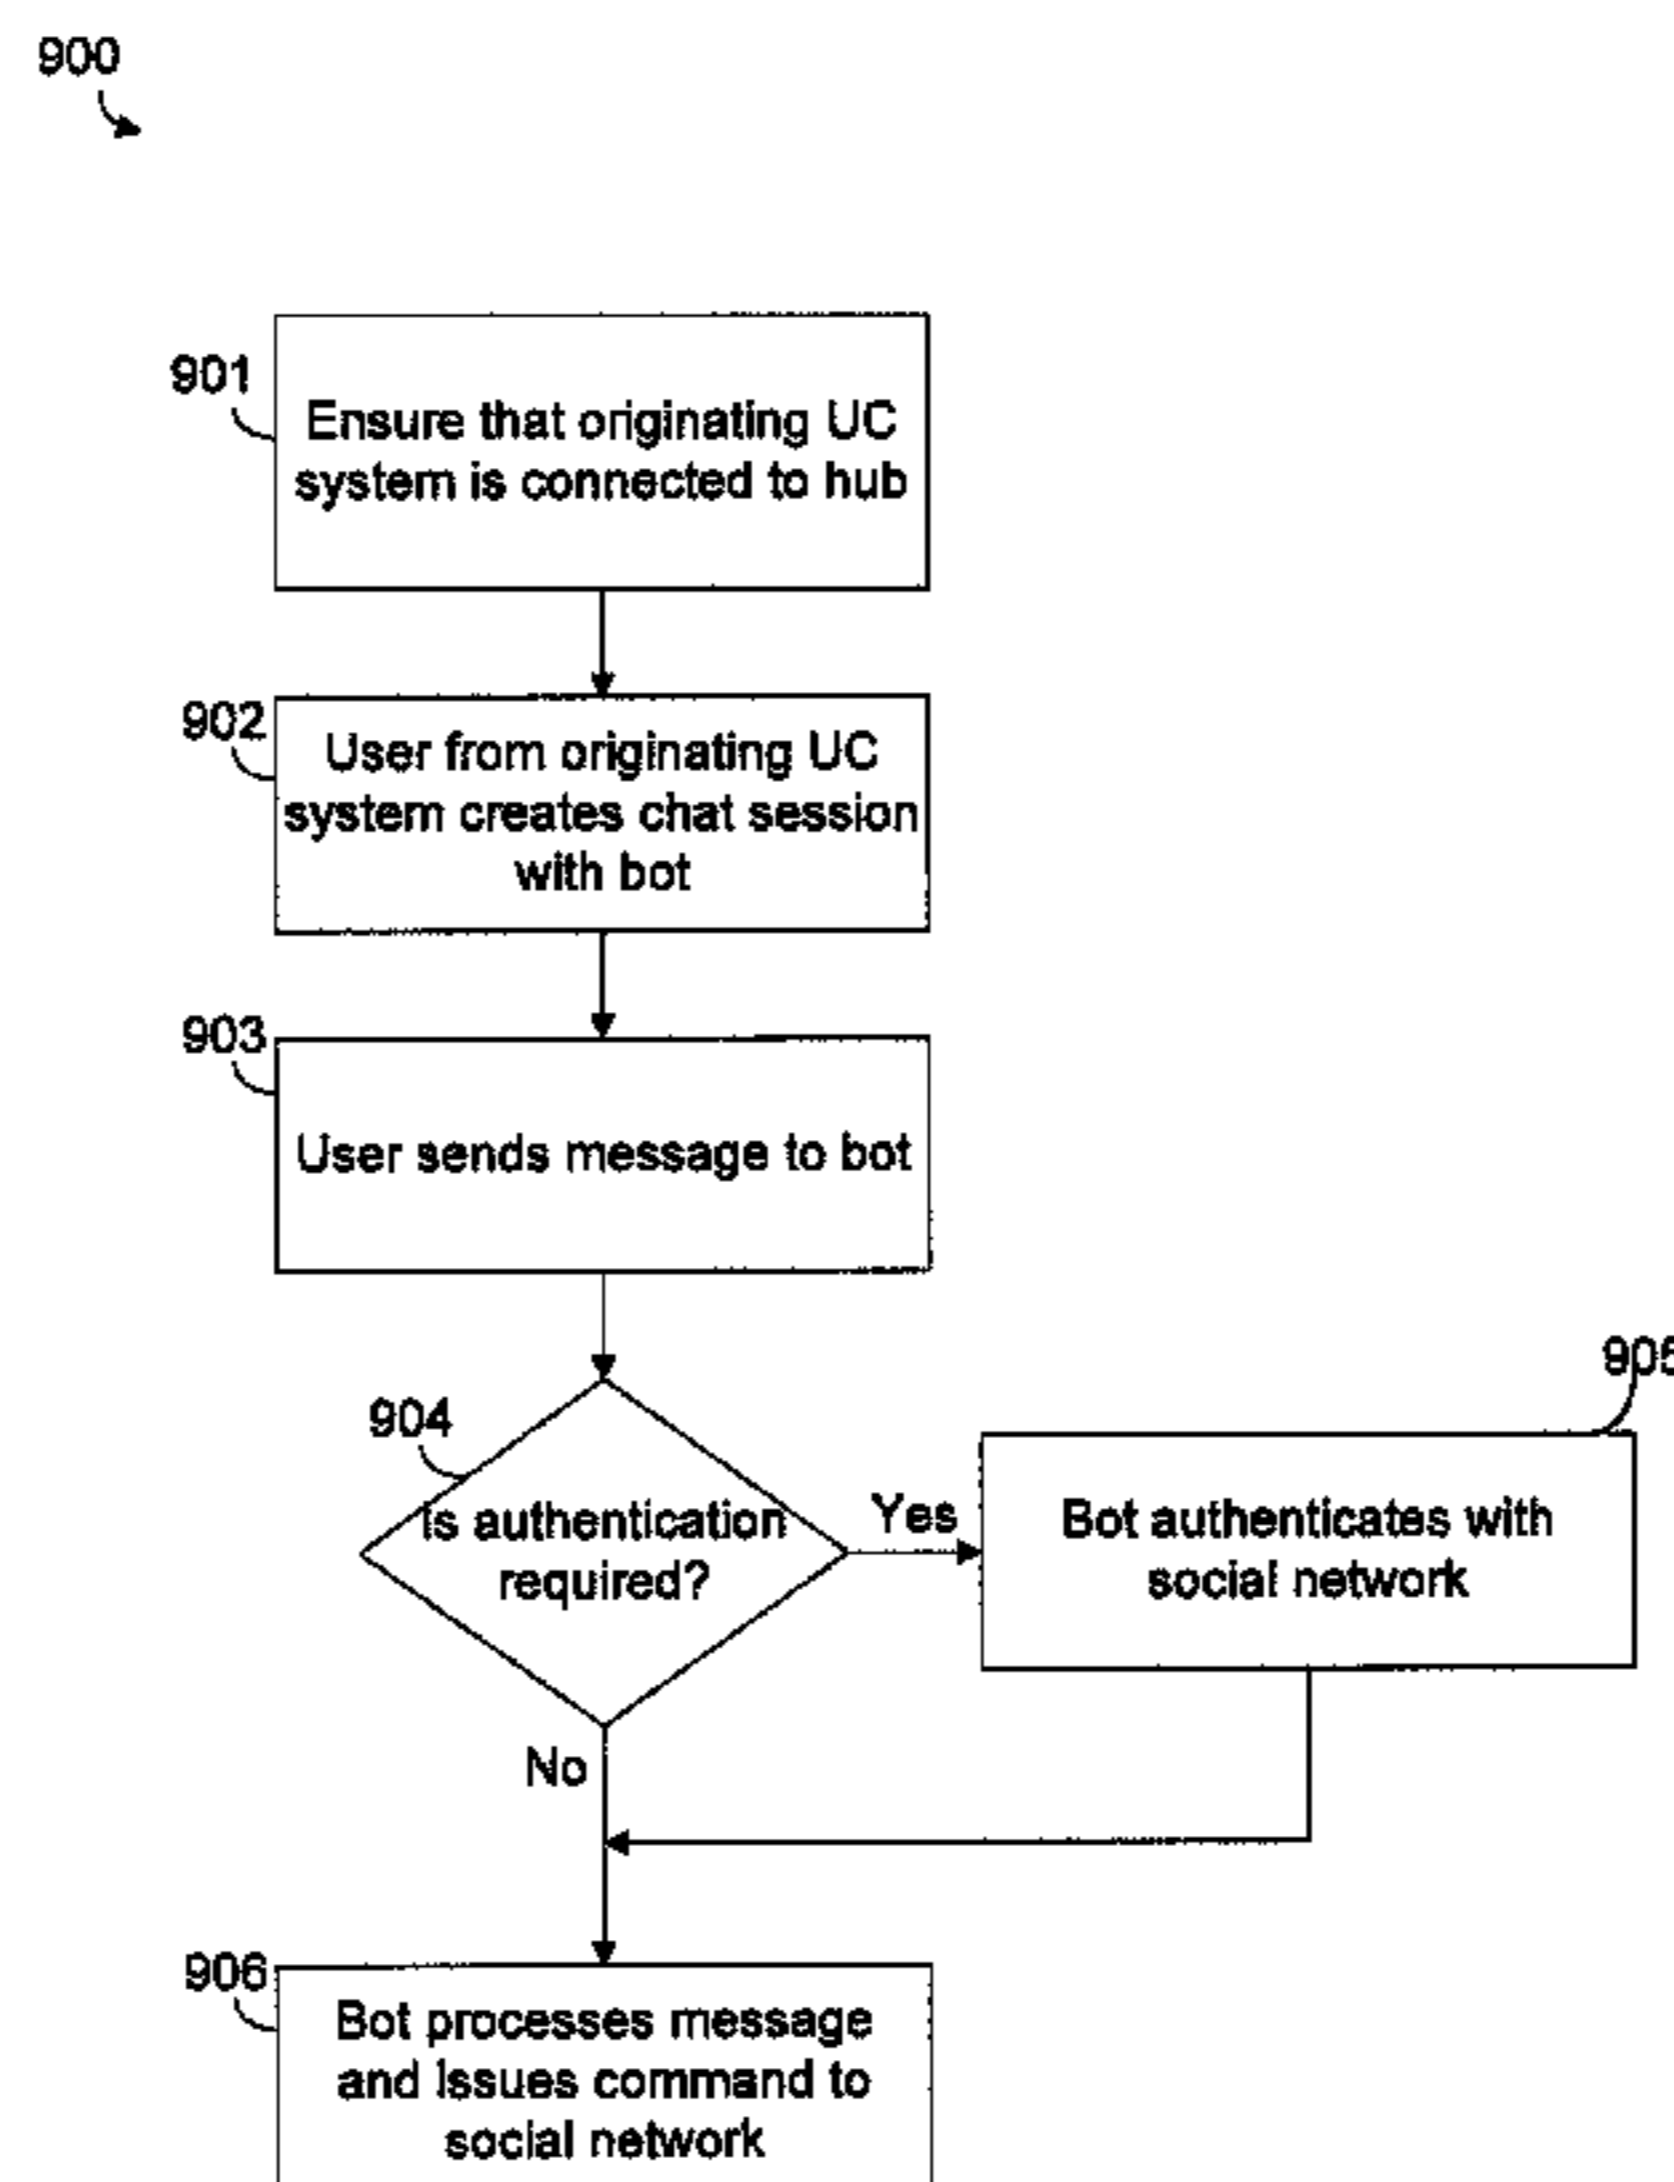 900
901
Ensure that originating UC
system is connected to hub
902
User from originating UC
system creates chat session
with bot
903
User sends message to bot
904
Is authentication
required?
Yes
905
Bot authenticates with
social network
No
906
Bot processes message
and Issues command to
social network